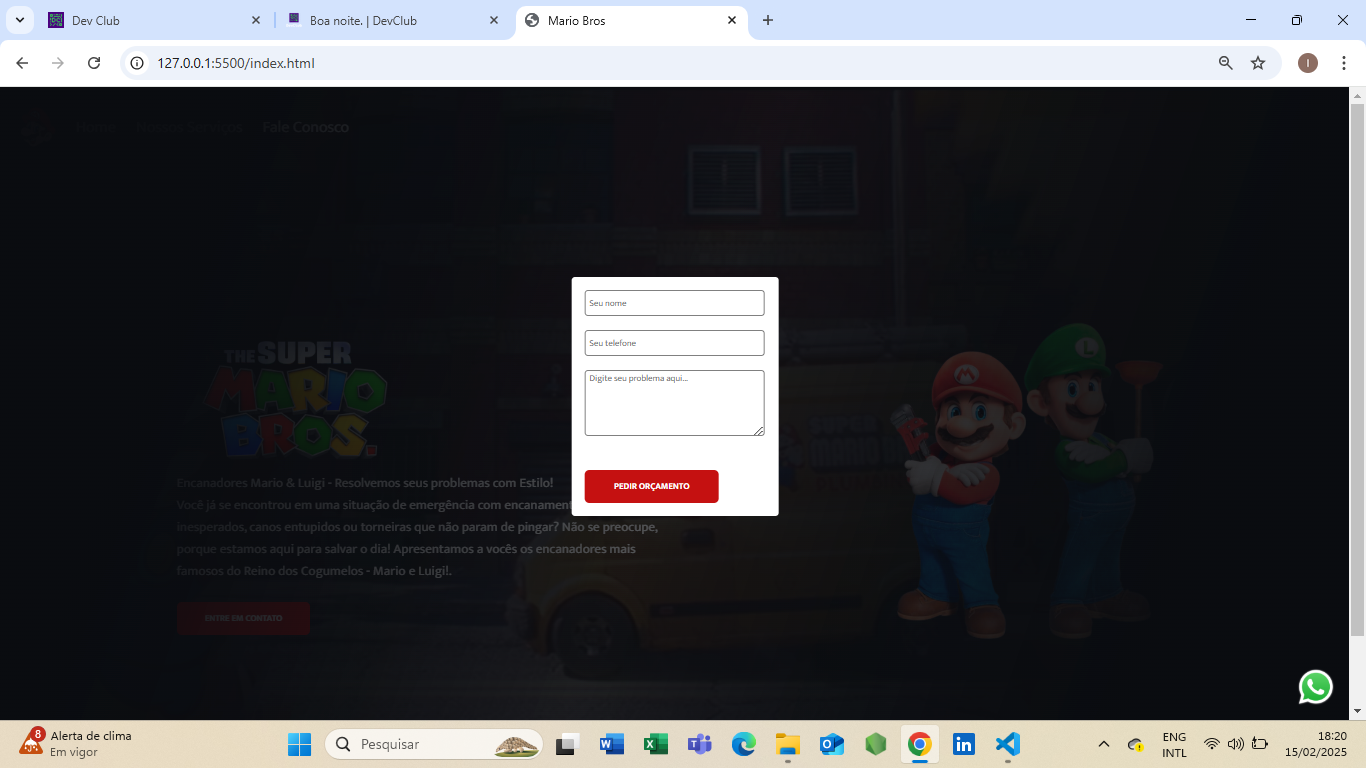 Dev Club
Boa noite. | DevClub
Mario Bros
127.0.0.1:5500/index.html
I
Home
Nossos Serviços
Fale Conosco
Seu nome
Seu telefone
Digite seu problema aqui...
PEDIR ORÇAMENTO
THE SUPER
MARIO
BROS.
Encanadores Mario & Luigi - Resolvemos seus problemas com Estilo!
Você já se encontrou em uma situação de emergência com encanament
inesperados, canos entupidos ou torneiras que não param de pingar? Não se preocupe,
porque estamos aqui para salvar o dia! Apresentamos a vocês os encanadores mais
famosos do Reino dos Cogumelos - Mario e Luigi!.
ENTRE EM CONTATO
M
L
8
Alerta de clima
Em vigor
Pesquisar
ENG
INTL
18:20
15/02/2025